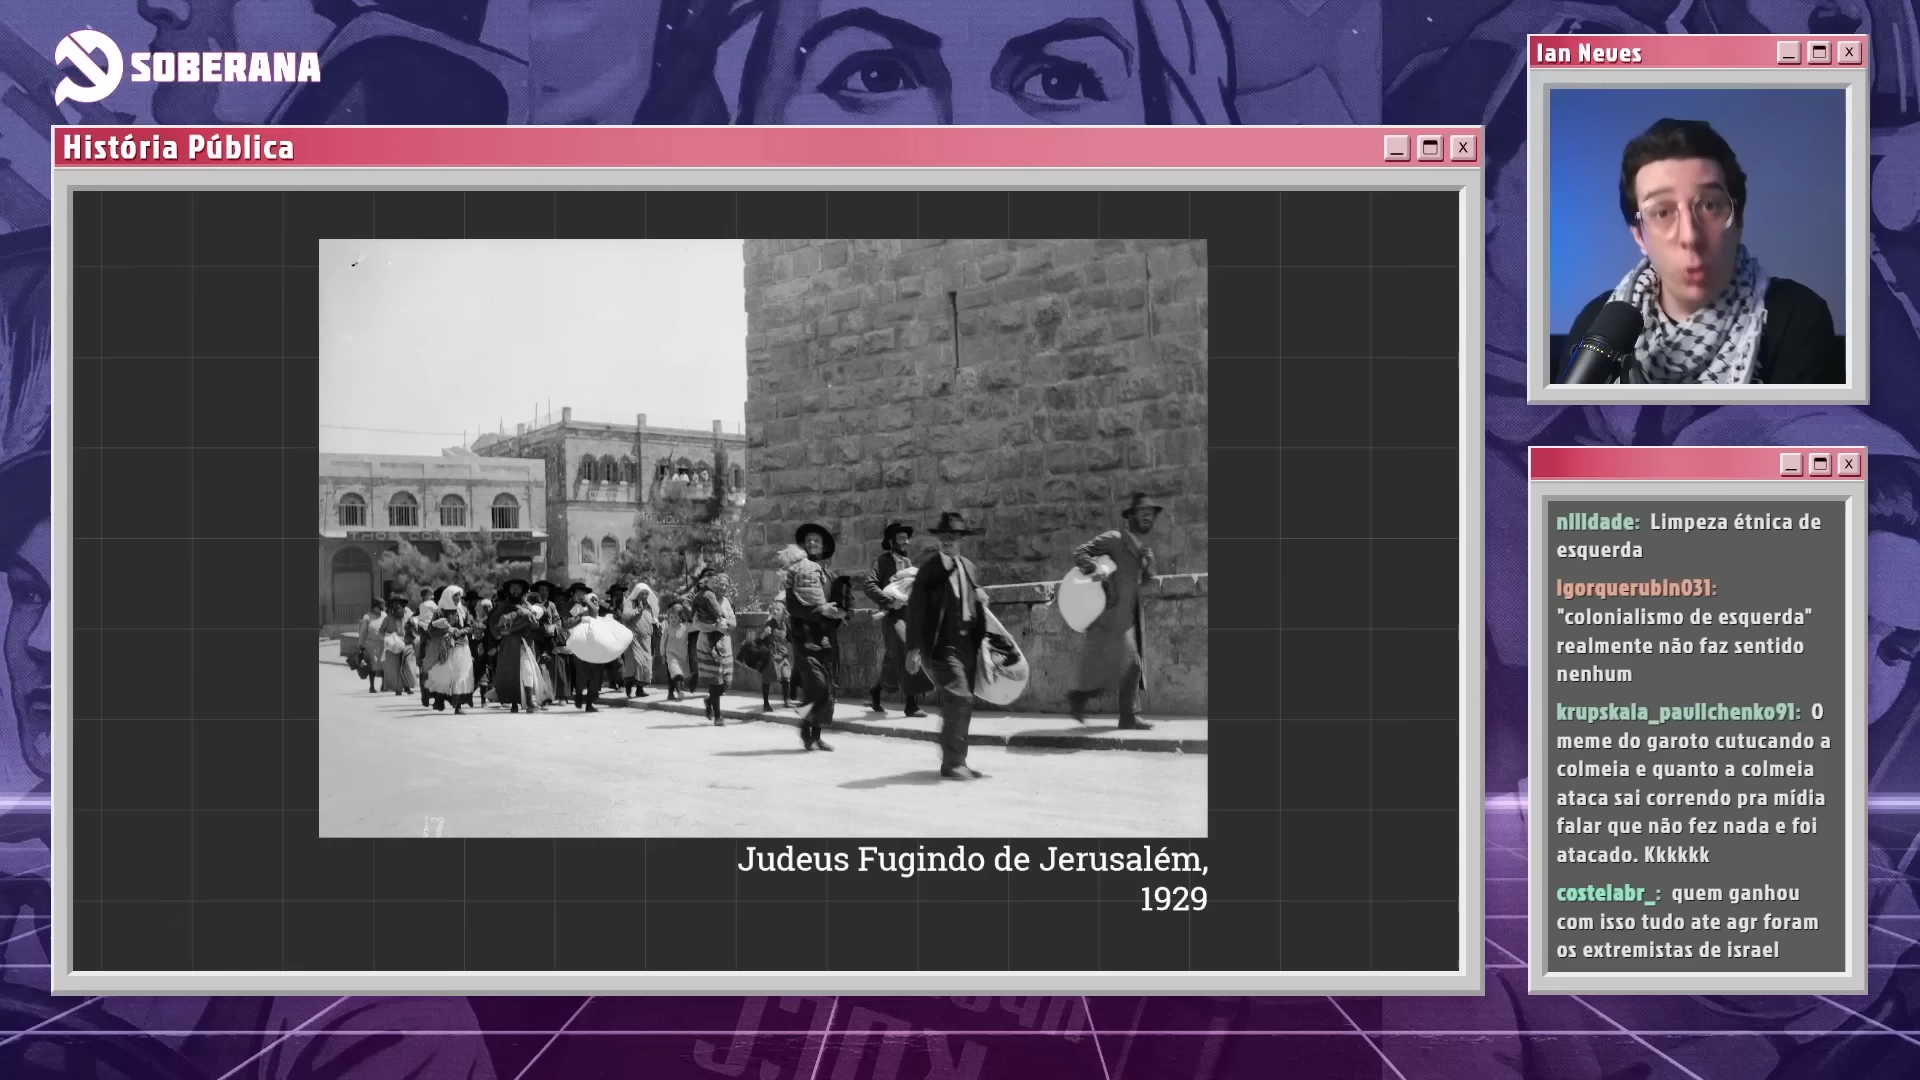 SOBERANA
História Pública
Judeus Fugindo de Jerusalém,
1929
Ian Neves
nilidade: Limpeza étnica de
esquerda
igorquerubin031:
"colonialismo de esquerda"
realmente não faz sentido
nenhum
krupskaia_pavlichenko91: O
meme do garoto cutucando a
colmeia e quanto a colmeia
ataca sai correndo pra mídia
falar que não fez nada e foi
atacado. Kkkkkk
costelabr_: quem ganhou
com isso tudo ate agr foram
os extremistas de israel